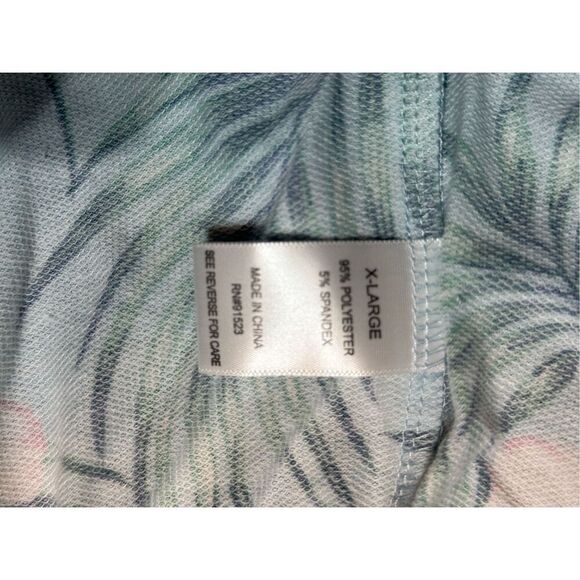 X-LARGE
95% POLYESTER
5% SPANDEX
MADE IN CHINA
RN#91523
SEE REVERSE FOR CARE